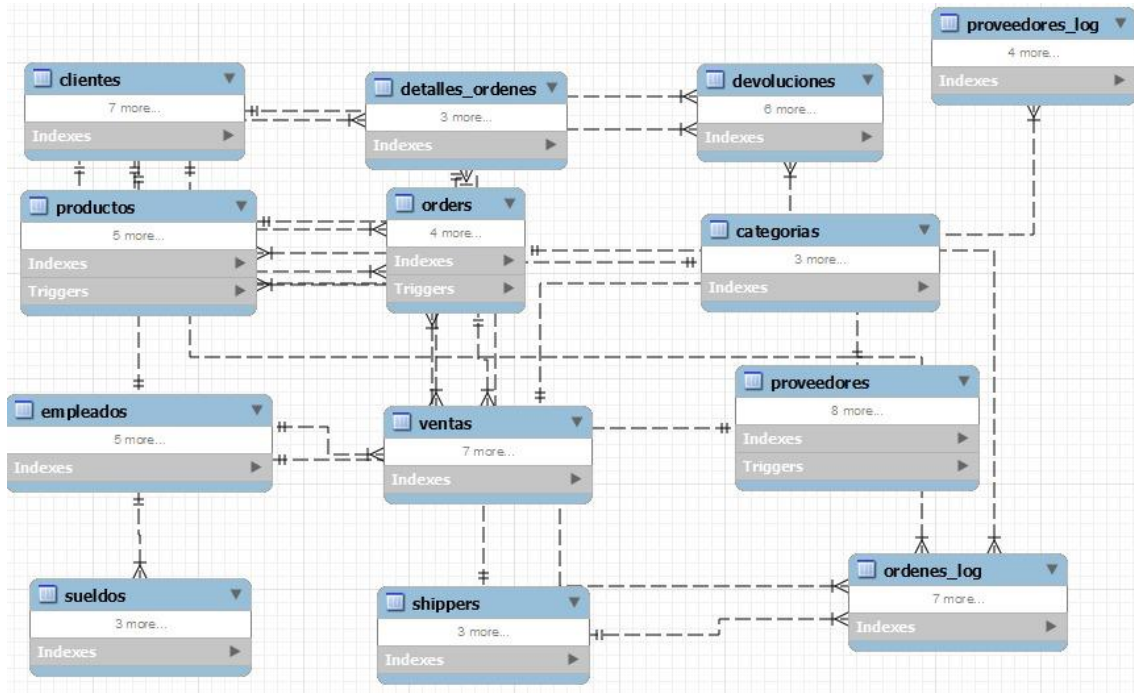 proveedores_log
4 more...
Indexes
clientes
7 more...
Indexes
detalles_ordenes
3 more...
Indexes
devoluciones
6 more...
Indexes
productos
5 more...
Indexes
Triggers
orders
4 more...
Indexes
Triggers
categorias
3 more...
Indexes
empleados
5 more...
Indexes
ventas
7 more...
Indexes
proveedores
8 more...
Indexes
Triggers
sueldos
3 more...
Indexes
shippers
3 more...
Indexes
ordenes_log
7 more...
Indexes